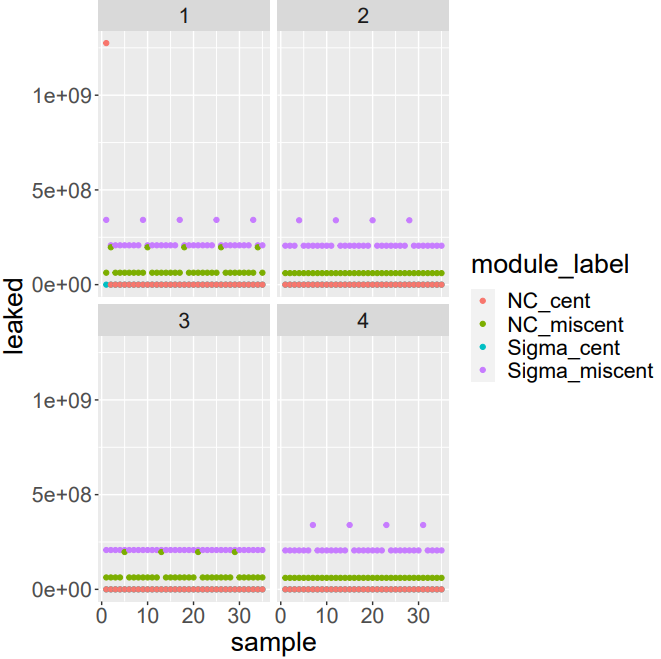 1 2
1e+09
5e+08
0e+00
leaked
module_label
NC_cent
NC_miscent
Sigma_cent
Sigma_miscent
3 4
1e+09
5e+08
0e+00
0 10 20 30 0 10 20 30
sample